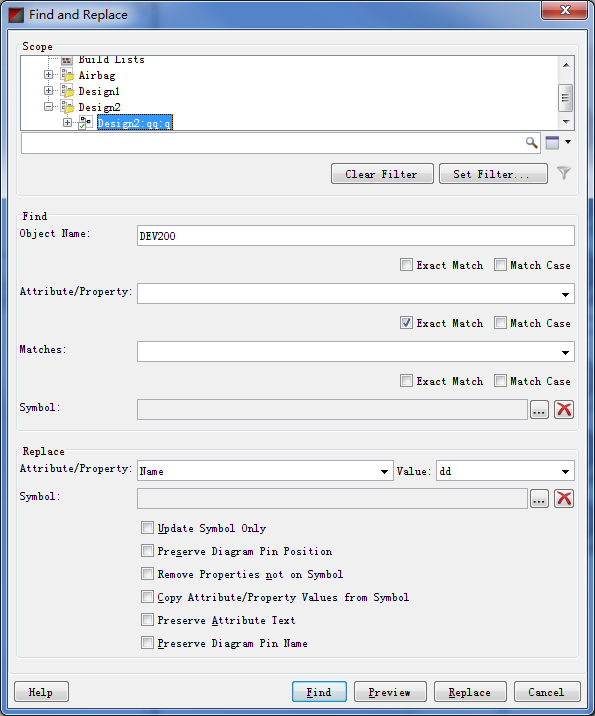 Find and Replace
Scope
Build Lists
Airbag
Design1
Design2
Design2:qq:q
Clear Filter Set Filter...
Find
Object Name: DEV200
Exact Match Match Case
Attribute/Property:
Exact Match Match Case
Matches:
Exact Match Match Case
Symbol: ...
Replace
Attribute/Property: Name Value: dd
Symbol: ...
Update Symbol Only
Preserve Diagram Pin Position
Remove Properties not on Symbol
Copy Attribute/Property Values from Symbol
Preserve Attribute Text
Preserve Diagram Pin Name
Help Find Preview Replace Cancel